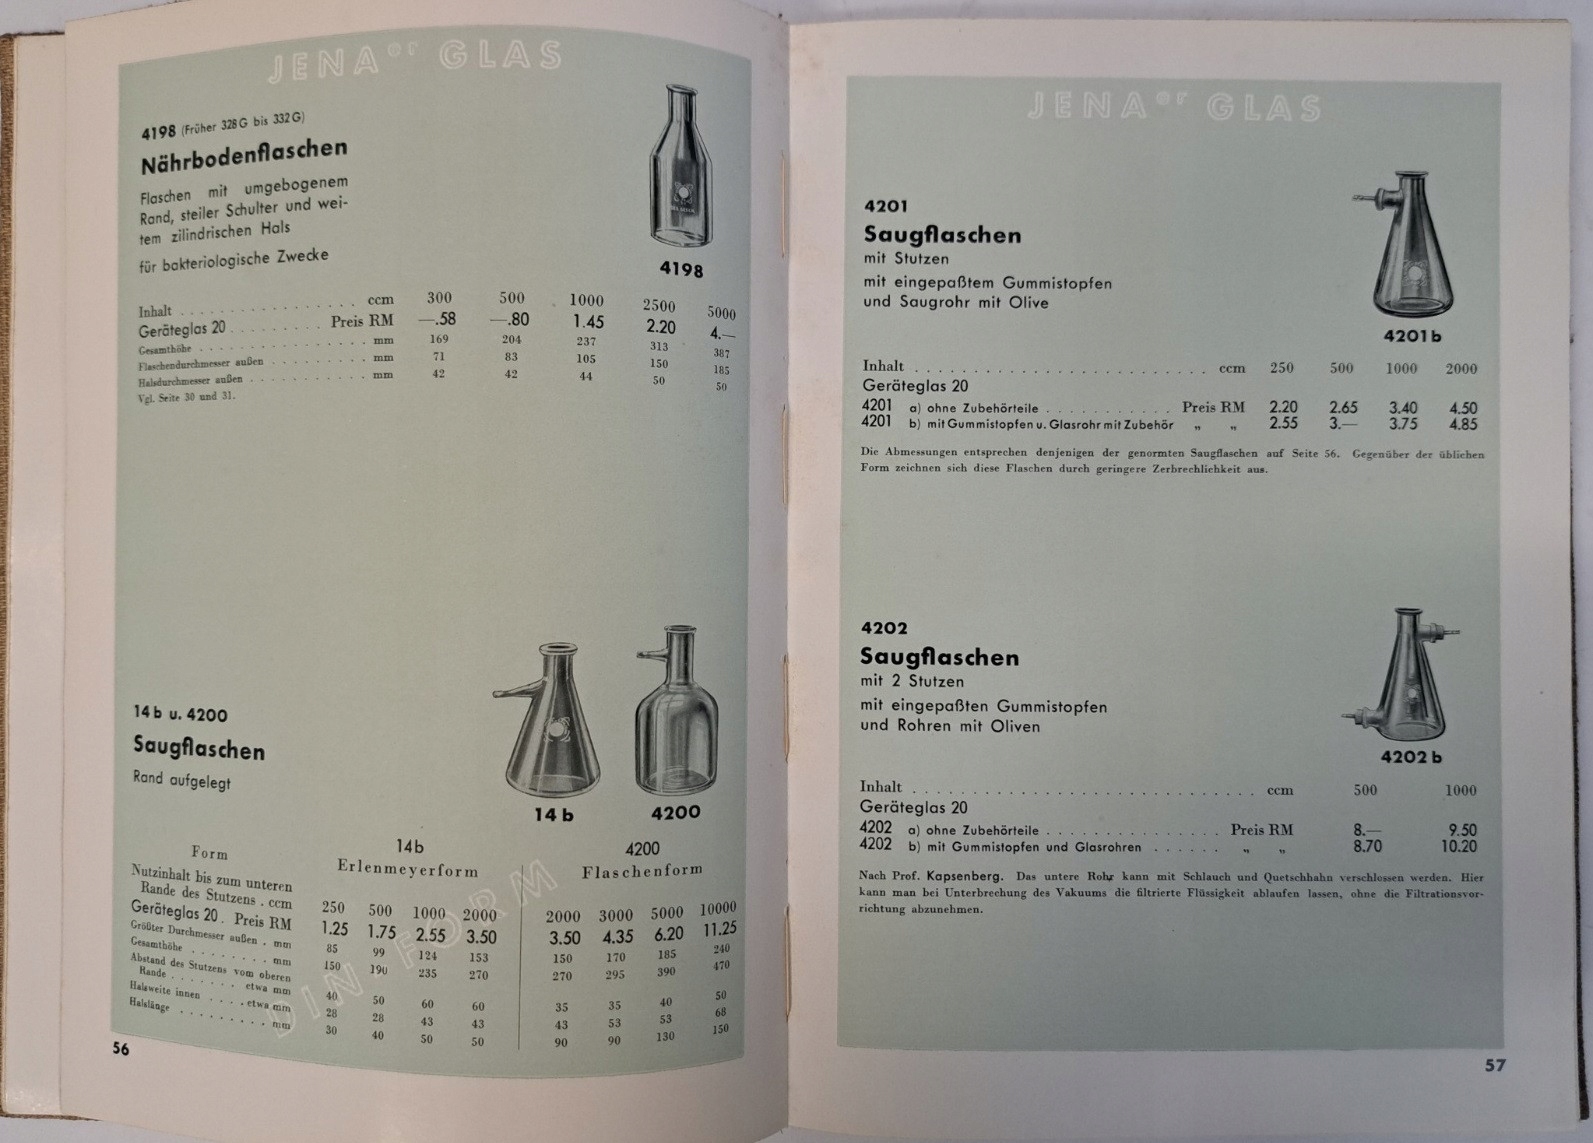 JENAer GLAS
4198 (Früher 328 G bis 332 G)
Nährbodenflaschen
Flaschen mit umgebogenem
Rand, steiler Schulter und wei-
tem zilindrischen Hals
für bakteriologische Zwecke
4198
Inhalt . . . . . . . . . . . . . . ccm 300 500 1000 2500 5000
Geräteglas 20 . . . . . . . . . Preis RM —.58 —.80 1.45 2.20 4.—
Gesamthöhe . . . . . . . . . . . . . . mm 169 204 237 313 387
Flaschendurchmesser außen . . . . . . . . mm 71 83 105 150 185
Halsdurchmesser außen . . . . . . . . . . mm 42 42 44 50 50
Vgl. Seite 30 und 31.
14 b u. 4200
Saugflaschen
Rand aufgelegt
14 b
4200
Form 14 b 4200
Erlenmeyerform Flaschenform
Nutzinhalt bis zum unteren
Rande des Stutzens . ccm 250 500 1000 2000 2000 3000 5000 10000
Geräteglas 20 . Preis RM 1.25 1.75 2.55 3.50 3.50 4.35 6.20 11.25
Größter Durchmesser außen . mm 85 99 124 153 150 170 185 240
Gesamthöhe . . . . . . . . mm 150 190 235 270 270 295 390 470
Abstand des Stutzens vom oberen
Rande . . . . . . . etwa mm 40 50 60 60 35 35 40 50
Halsweite innen . . . . etwa mm 28 28 43 43 43 53 53 68
Halslänge . . . . . . . . . mm 30 40 50 50 90 90 130 150
DIN FORM
56
JENAer GLAS
4201
Saugflaschen
mit Stutzen
mit eingepaßtem Gummistopfen
und Saugrohr mit Olive
4201 b
Inhalt . . . . . . . . . . . . . . . . . . . . . . . . . ccm 250 500 1000 2000
Geräteglas 20
4201 a) ohne Zubehörteile . . . . . . . . . . . Preis RM 2.20 2.65 3.40 4.50
4201 b) mit Gummistopfen u. Glasrohr mit Zubehör „ „ 2.55 3.— 3.75 4.85
Die Abmessungen entsprechen denjenigen der genormten Saugflaschen auf Seite 56. Gegenüber der üblichen
Form zeichnen sich diese Flaschen durch geringere Zerbrechlichkeit aus.
4202
Saugflaschen
mit 2 Stutzen
mit eingepaßten Gummistopfen
und Rohren mit Oliven
4202 b
Inhalt . . . . . . . . . . . . . . . . . . . . . . . . . . . . . ccm 500 1000
Geräteglas 20
4202 a) ohne Zubehörteile . . . . . . . . . . . . . . . Preis RM 8.— 9.50
4202 b) mit Gummistopfen und Glasrohren . . . . . . „ „ 8.70 10.20
Nach Prof. Kapsenberg. Das untere Rohr kann mit Schlauch und Quetschhahn verschlossen werden. Hier
kann man bei Unterbrechung des Vakuums die filtrierte Flüssigkeit ablaufen lassen, ohne die Filtrationsvor-
richtung abzunehmen.
57